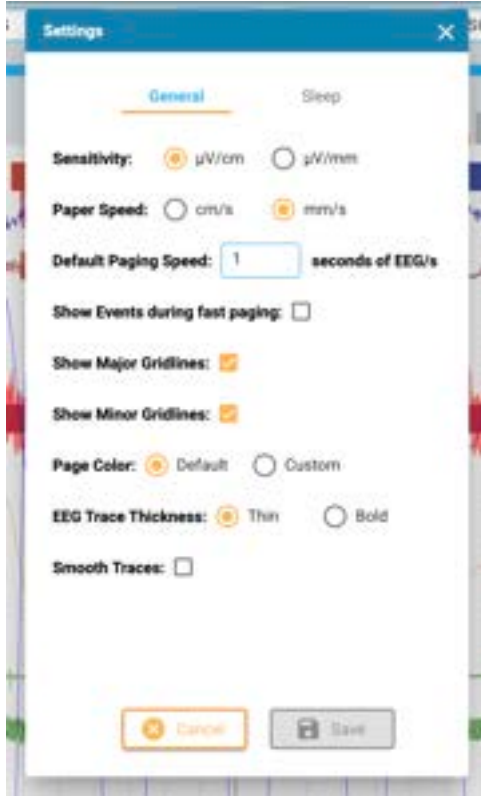 Settings
General Sleep
Sensitivity: µV/cm µV/mm
Paper Speed: cm/s mm/s
Default Paging Speed: 1 seconds of EEG/s
Show Events during fast paging:
Show Major Gridlines:
Show Minor Gridlines:
Page Color: Default Custom
EEG Trace Thickness: Thin Bold
Smooth Traces:
Cancel Save